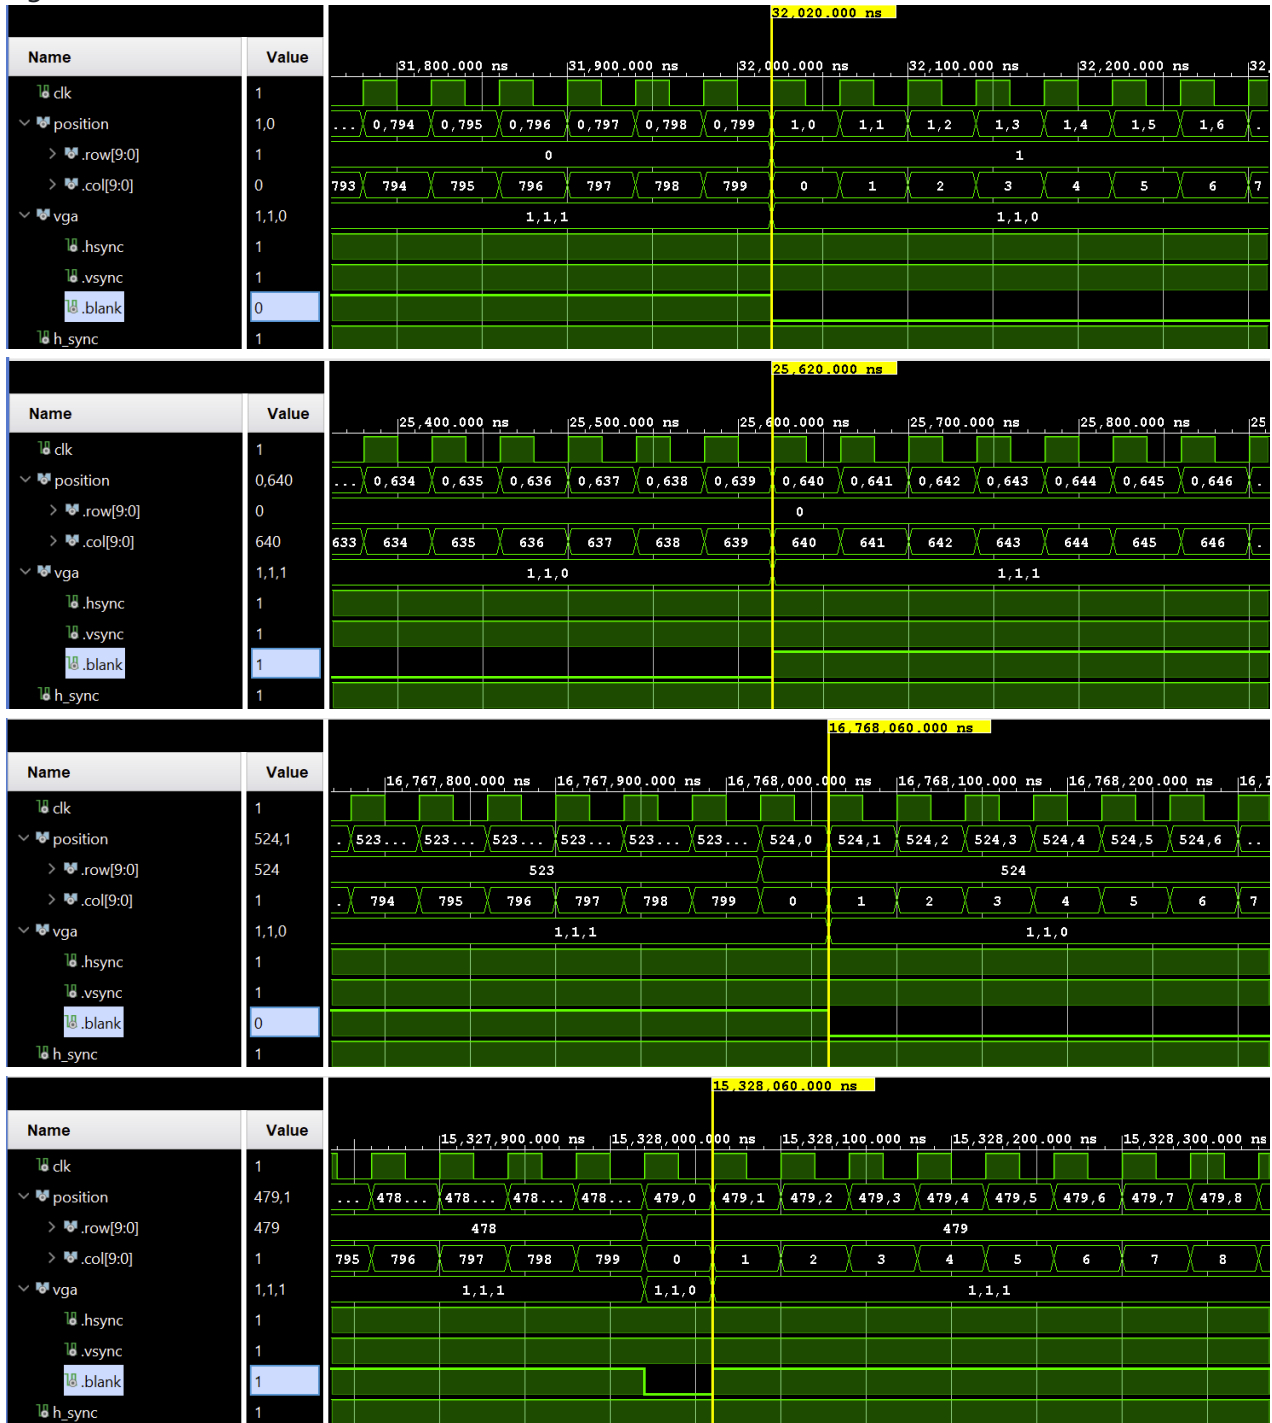 32,020.000 ns
Name Value
31,800.000 ns 31,900.000 ns 32,000.000 ns 32,100.000 ns 32,200.000 ns 32,
clk 1
position 1,0 ... 0,794 0,795 0,796 0,797 0,798 0,799 1,0 1,1 1,2 1,3 1,4 1,5 1,6 .
.row[9:0] 1 0 1
.col[9:0] 0 793 794 795 796 797 798 799 0 1 2 3 4 5 6 7
vga 1,1,0 1,1,1 1,1,0
.hsync 1
.vsync 1
.blank 0
h_sync 1
25,620.000 ns
Name Value
25,400.000 ns 25,500.000 ns 25,600.000 ns 25,700.000 ns 25,800.000 ns 25
clk 1
position 0,640 ... 0,634 0,635 0,636 0,637 0,638 0,639 0,640 0,641 0,642 0,643 0,644 0,645 0,646 .
.row[9:0] 0 0
.col[9:0] 640 633 634 635 636 637 638 639 640 641 642 643 644 645 646 .
vga 1,1,1 1,1,0 1,1,1
.hsync 1
.vsync 1
.blank 1
h_sync 1
16,768,060.000 ns
Name Value
16,767,800.000 ns 16,767,900.000 ns 16,768,000.000 ns 16,768,100.000 ns 16,768,200.000 ns 16,7
clk 1
position 524,1 . 523... 523... 523... 523... 523... 523... 524,0 524,1 524,2 524,3 524,4 524,5 524,6 ..
.row[9:0] 524 523 524
.col[9:0] 1 . 794 795 796 797 798 799 0 1 2 3 4 5 6 7
vga 1,1,0 1,1,1 1,1,0
.hsync 1
.vsync 1
.blank 0
h_sync 1
15,328,060.000 ns
Name Value
15,327,900.000 ns 15,328,000.000 ns 15,328,100.000 ns 15,328,200.000 ns 15,328,300.000 ns
clk 1
position 479,1 ... 478... 478... 478... 478... 479,0 479,1 479,2 479,3 479,4 479,5 479,6 479,7 479,8
.row[9:0] 479 478 479
.col[9:0] 1 795 796 797 798 799 0 1 2 3 4 5 6 7 8
vga 1,1,1 1,1,1 1,1,0 1,1,1
.hsync 1
.vsync 1
.blank 1
h_sync 1